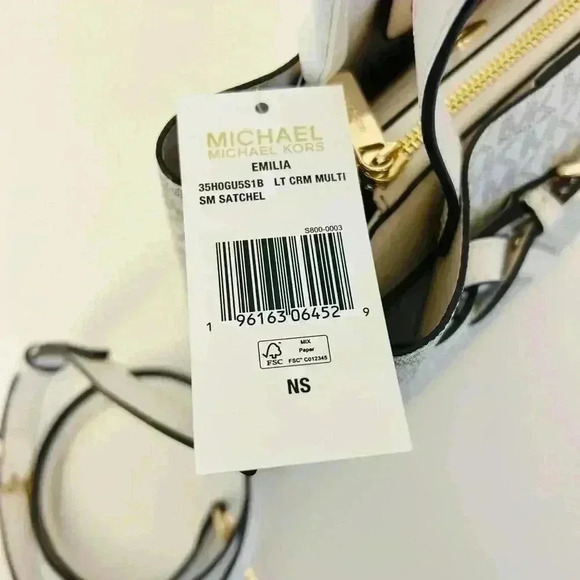 MICHAEL
MICHAEL KORS
EMILIA
35H0GU5S1B LT CRM MULTI
SM SATCHEL
S800-0003
1 96163 06452 9
FSC
MIX
Paper
FSC® C012345
NS